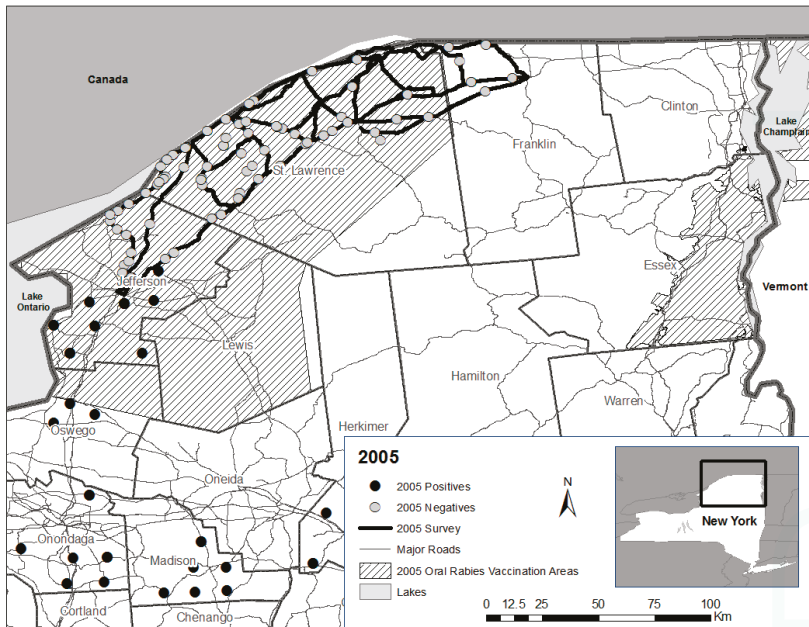 Canada
Clinton
Lake
Champlain
Franklin
St. Lawrence
Essex
Vermont
Jefferson
Lake
Ontario
Lewis
Hamilton
Warren
Herkimer
Oswego
Oneida
Onondaga
Madison
Cortland
Chenango
2005
2005 Positives
2005 Negatives
2005 Survey
Major Roads
2005 Oral Rabies Vaccination Areas
Lakes
N
New York
0 12.5 25 50 75 100
Km